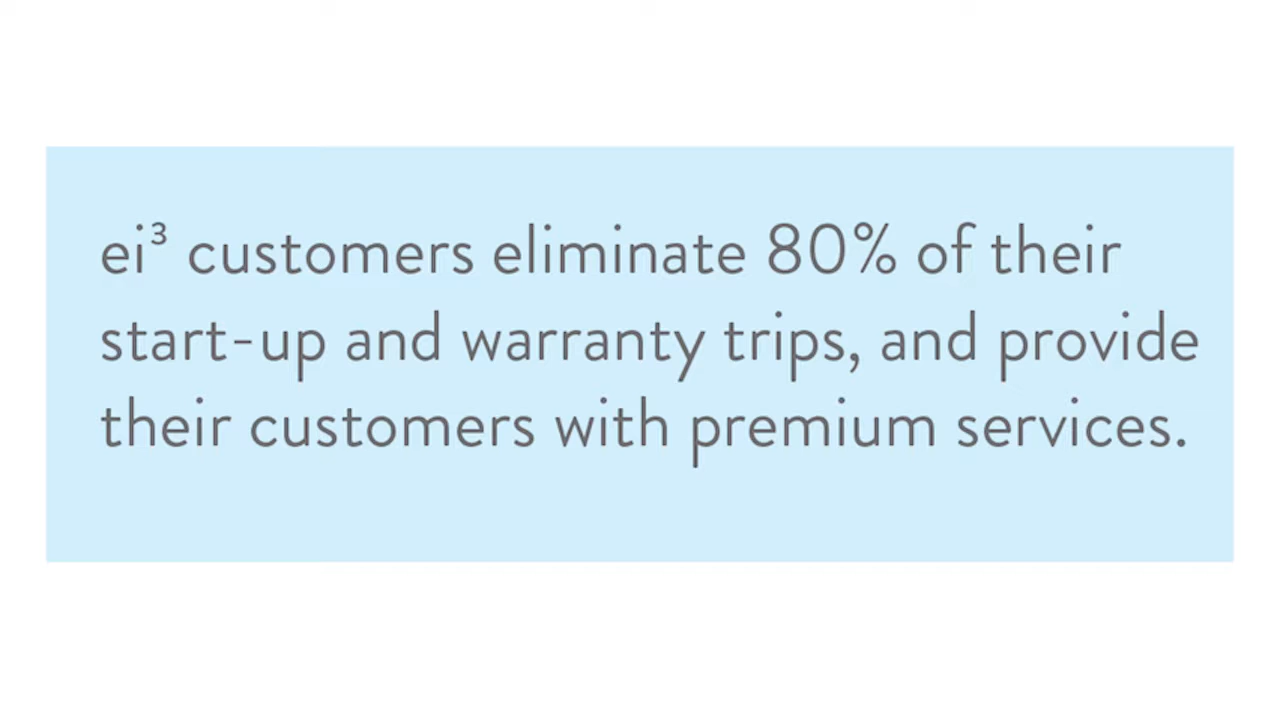 ei³ customers eliminate 80% of their
start-up and warranty trips, and provide
their customers with premium services.